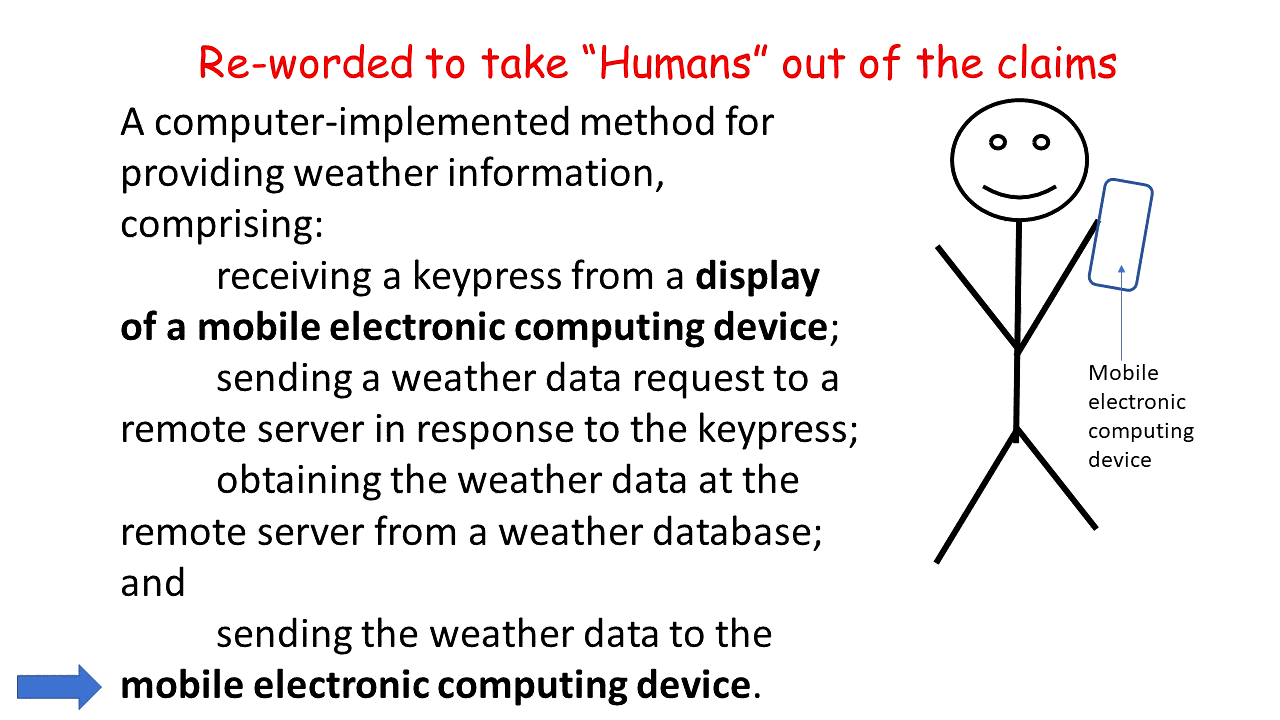 Re-worded to take “Humans” out of the claims
A computer-implemented method for
providing weather information,
comprising:
receiving a keypress from a display
of a mobile electronic computing device;
sending a weather data request to a
remote server in response to the keypress;
obtaining the weather data at the
remote server from a weather database;
and
sending the weather data to the
mobile electronic computing device.
Mobile
electronic
computing
device